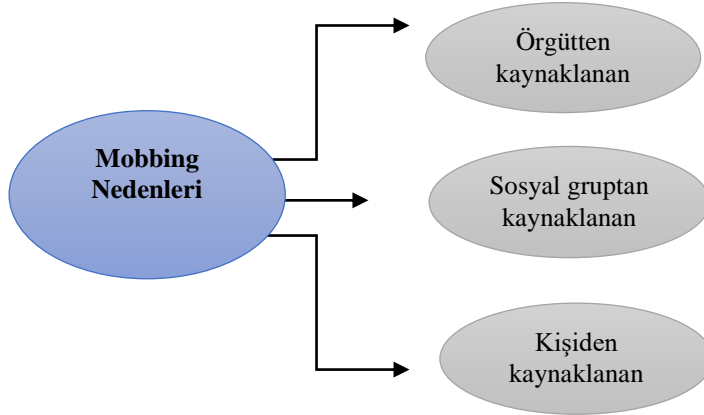 Mobbing
Nedenleri
Örgütten
kaynaklanan
Sosyal gruptan
kaynaklanan
Kişiden
kaynaklanan